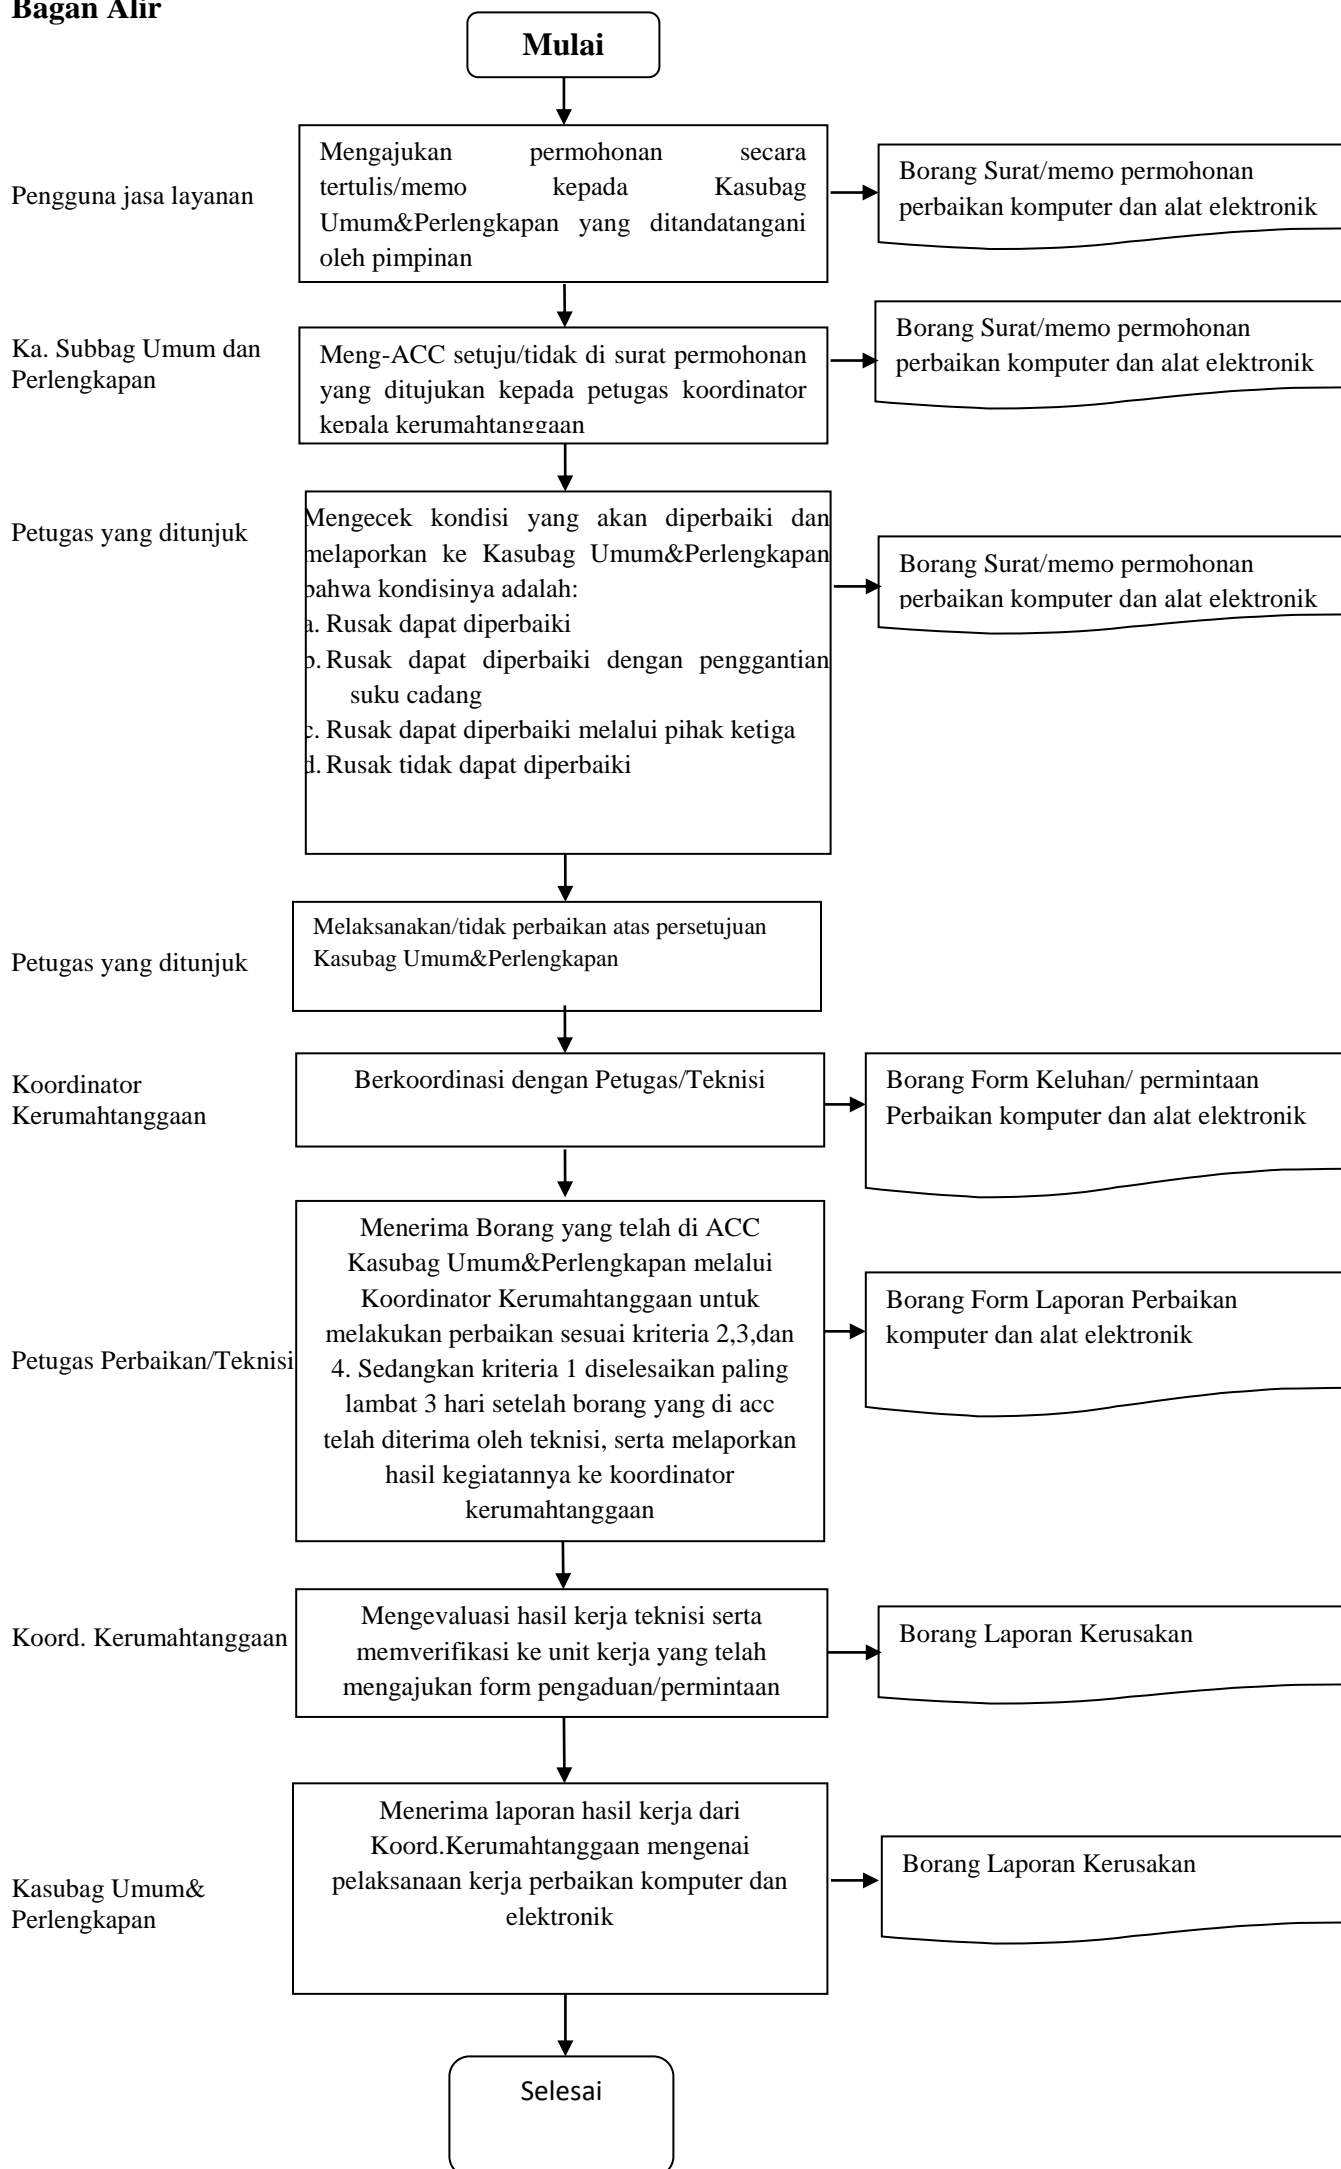 Bagan Alir
Mulai
Pengguna jasa layanan
Mengajukan permohonan secara
tertulis/memo kepada Kasubag
Umum&Perlengkapan yang ditandatangani
oleh pimpinan
Borang Surat/memo permohonan
perbaikan komputer dan alat elektronik
Ka. Subbag Umum dan
Perlengkapan
Meng-ACC setuju/tidak di surat permohonan
yang ditujukan kepada petugas koordinator
kepala kerumahtanggaan
Borang Surat/memo permohonan
perbaikan komputer dan alat elektronik
Petugas yang ditunjuk
Mengecek kondisi yang akan diperbaiki dan
melaporkan ke Kasubag Umum&Perlengkapan
bahwa kondisinya adalah:
a. Rusak dapat diperbaiki
b. Rusak dapat diperbaiki dengan penggantian
suku cadang
c. Rusak dapat diperbaiki melalui pihak ketiga
d. Rusak tidak dapat diperbaiki
Borang Surat/memo permohonan
perbaikan komputer dan alat elektronik
Petugas yang ditunjuk
Melaksanakan/tidak perbaikan atas persetujuan
Kasubag Umum&Perlengkapan
Koordinator
Kerumahtanggaan
Berkoordinasi dengan Petugas/Teknisi
Borang Form Keluhan/ permintaan
Perbaikan komputer dan alat elektronik
Petugas Perbaikan/Teknisi
Menerima Borang yang telah di ACC
Kasubag Umum&Perlengkapan melalui
Koordinator Kerumahtanggaan untuk
melakukan perbaikan sesuai kriteria 2,3,dan
4. Sedangkan kriteria 1 diselesaikan paling
lambat 3 hari setelah borang yang di acc
telah diterima oleh teknisi, serta melaporkan
hasil kegiatannya ke koordinator
kerumahtanggaan
Borang Form Laporan Perbaikan
komputer dan alat elektronik
Koord. Kerumahtanggaan
Mengevaluasi hasil kerja teknisi serta
memverifikasi ke unit kerja yang telah
mengajukan form pengaduan/permintaan
Borang Laporan Kerusakan
Kasubag Umum&
Perlengkapan
Menerima laporan hasil kerja dari
Koord.Kerumahtanggaan mengenai
pelaksanaan kerja perbaikan komputer dan
elektronik
Borang Laporan Kerusakan
Selesai